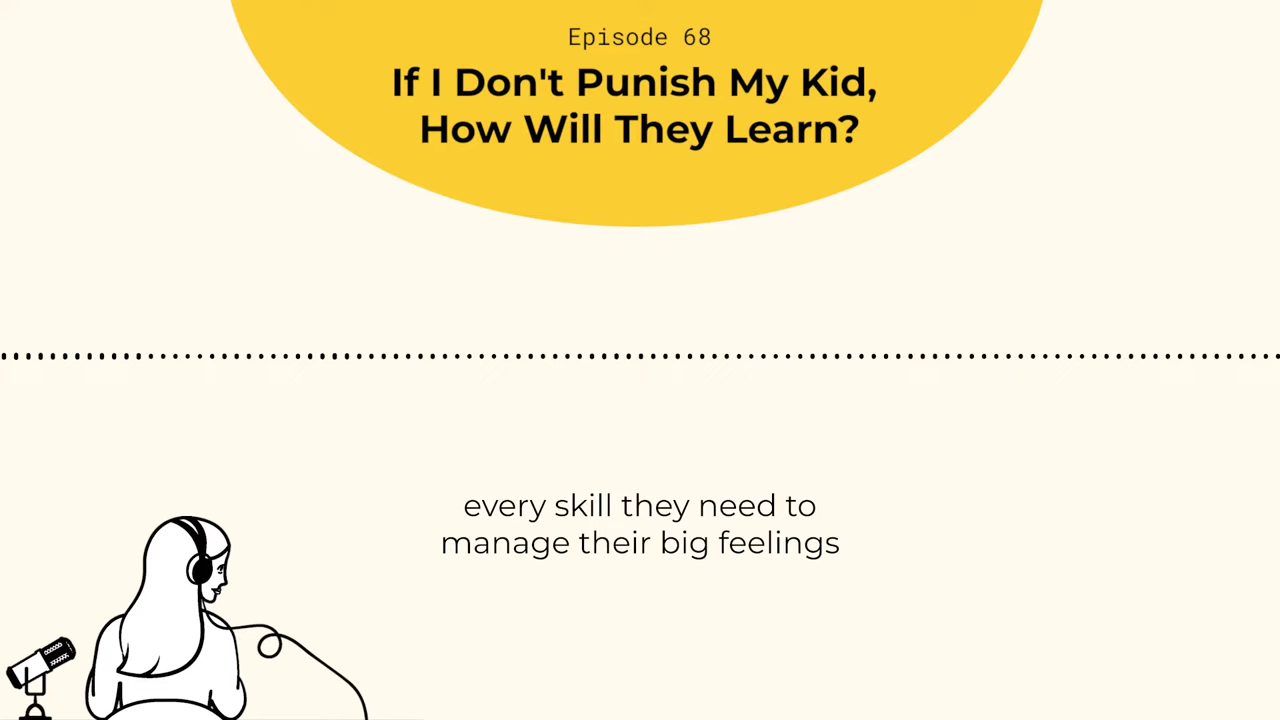 Episode 68
If I Don't Punish My Kid,
How Will They Learn?
every skill they need to
manage their big feelings